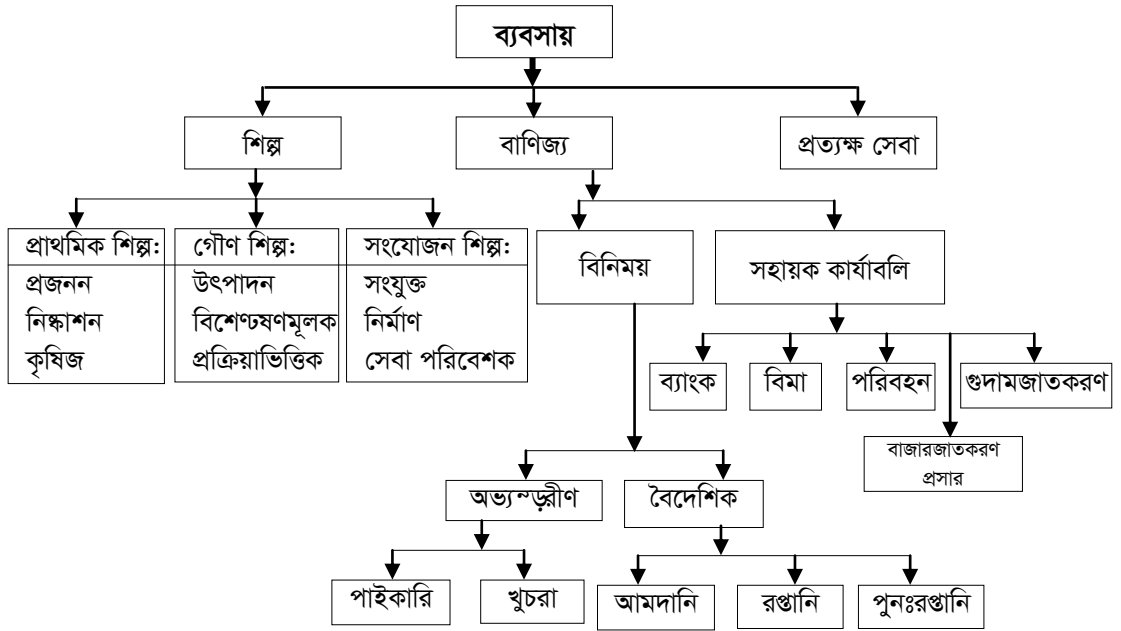 ব্যবসায়
শিল্প
বাণিজ্য
প্রত্যক্ষ সেবা
প্রাথমিক শিল্প:
প্রজনন
নিষ্কাশন
কৃষিজ
গৌণ শিল্প:
উৎপাদন
বিশেণ্ঢষণমূলক
প্রক্রিয়াভিত্তিক
সংযোজন শিল্প:
সংযুক্ত
নির্মাণ
সেবা পরিবেশক
বিনিময়
সহায়ক কার্যাবলি
ব্যাংক
বিমা
পরিবহন
গুদামজাতকরণ
বাজারজাতকরণ
প্রসার
অভ্যন্ড়্রীণ
বৈদেশিক
পাইকারি
খুচরা
আমদানি
রপ্তানি
পুনঃরপ্তানি